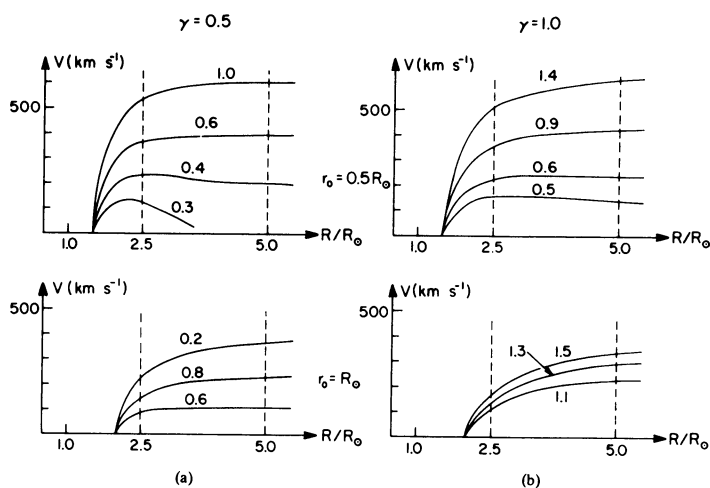 γ = 0.5
γ = 1.0
V (km s⁻¹)
1.0
500
0.6
0.4
0.3
1.0
2.5
5.0
R/R⊙
r₀ = 0.5R⊙
V (km s⁻¹)
1.4
500
0.9
0.6
0.5
1.0
2.5
5.0
R/R⊙
V (km s⁻¹)
500
0.2
0.8
0.6
1.0
2.5
5.0
R/R⊙
r₀ = R⊙
V (km s⁻¹)
500
1.3
1.5
1.1
1.0
2.5
5.0
R/R⊙
(a)
(b)